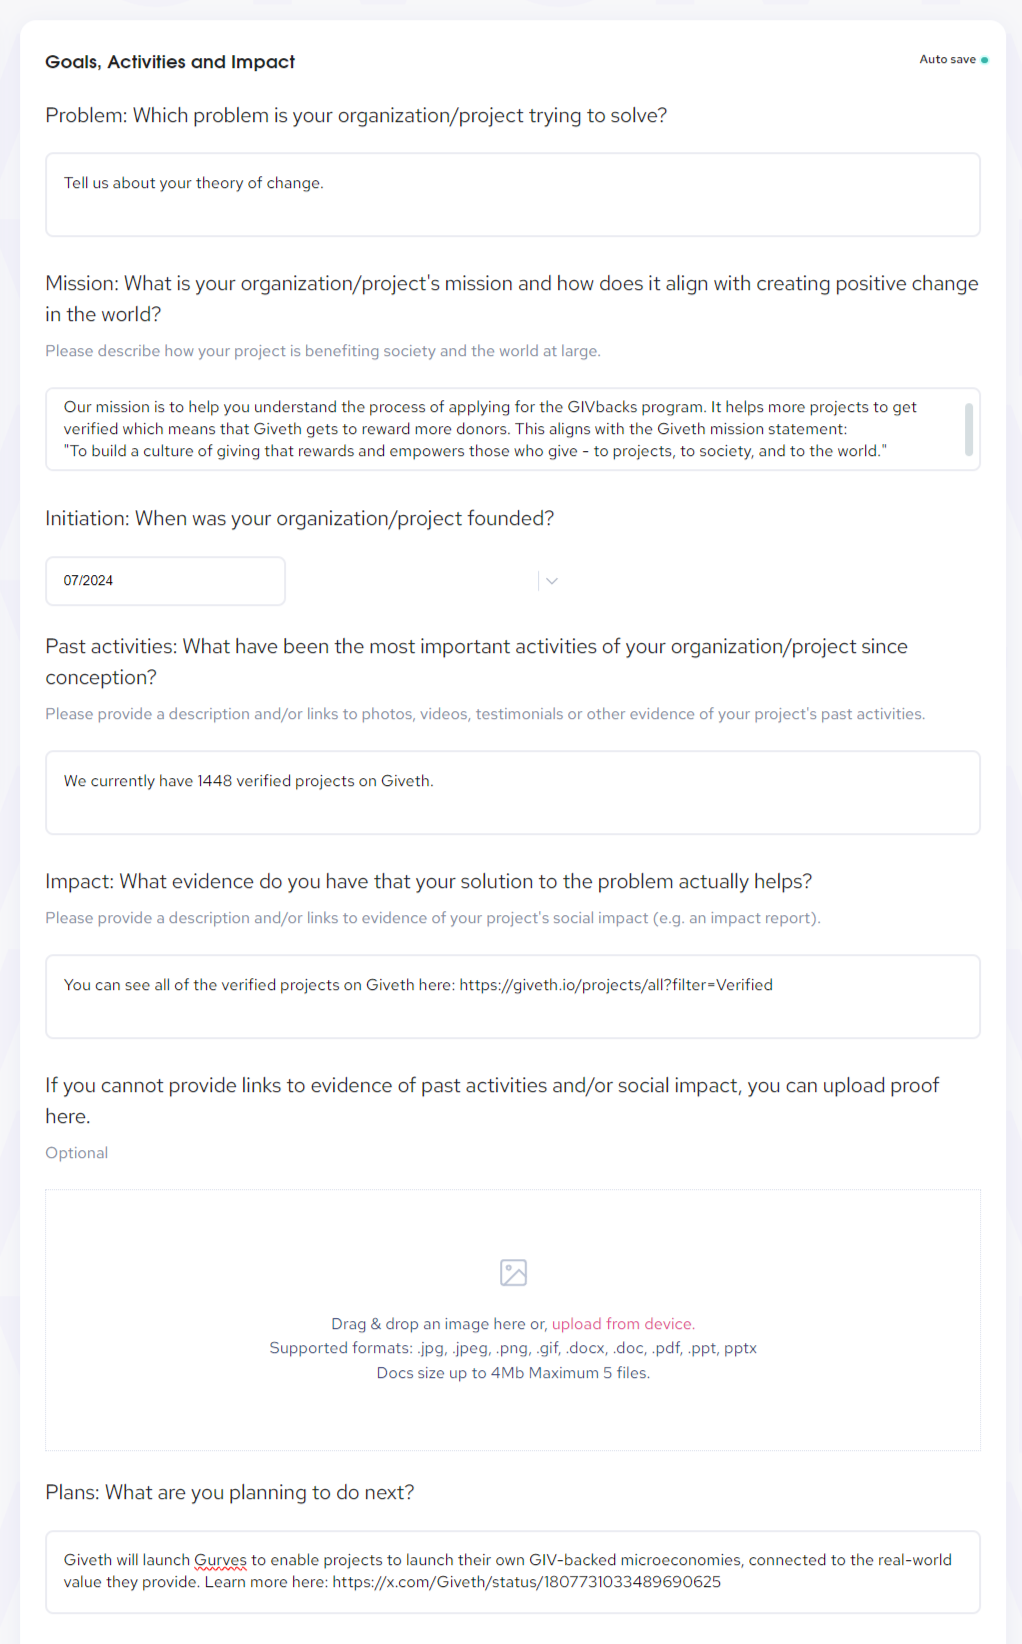 Goals, Activities and Impact
Auto save
Problem: Which problem is your organization/project trying to solve?
Tell us about your theory of change.
Mission: What is your organization/project's mission and how does it align with creating positive change
in the world?
Please describe how your project is benefiting society and the world at large.
Our mission is to help you understand the process of applying for the GIVbacks program. It helps more projects to get
verified which means that Giveth gets to reward more donors. This aligns with the Giveth mission statement:
"To build a culture of giving that rewards and empowers those who give - to projects, to society, and to the world."
Initiation: When was your organization/project founded?
07/2024
Past activities: What have been the most important activities of your organization/project since
conception?
Please provide a description and/or links to photos, videos, testimonials or other evidence of your project's past activities.
We currently have 1448 verified projects on Giveth.
Impact: What evidence do you have that your solution to the problem actually helps?
Please provide a description and/or links to evidence of your project's social impact (e.g. an impact report).
You can see all of the verified projects on Giveth here: https://giveth.io/projects/all?filter=Verified
If you cannot provide links to evidence of past activities and/or social impact, you can upload proof
here.
Optional
Drag & drop an image here or, upload from device.
Supported formats: .jpg, .jpeg, .png, .gif, .docx, .doc, .pdf, .ppt, pptx
Docs size up to 4Mb Maximum 5 files.
Plans: What are you planning to do next?
Giveth will launch Gurves to enable projects to launch their own GIV-backed microeconomies, connected to the real-world
value they provide. Learn more here: https://x.com/Giveth/status/1807731033489690625